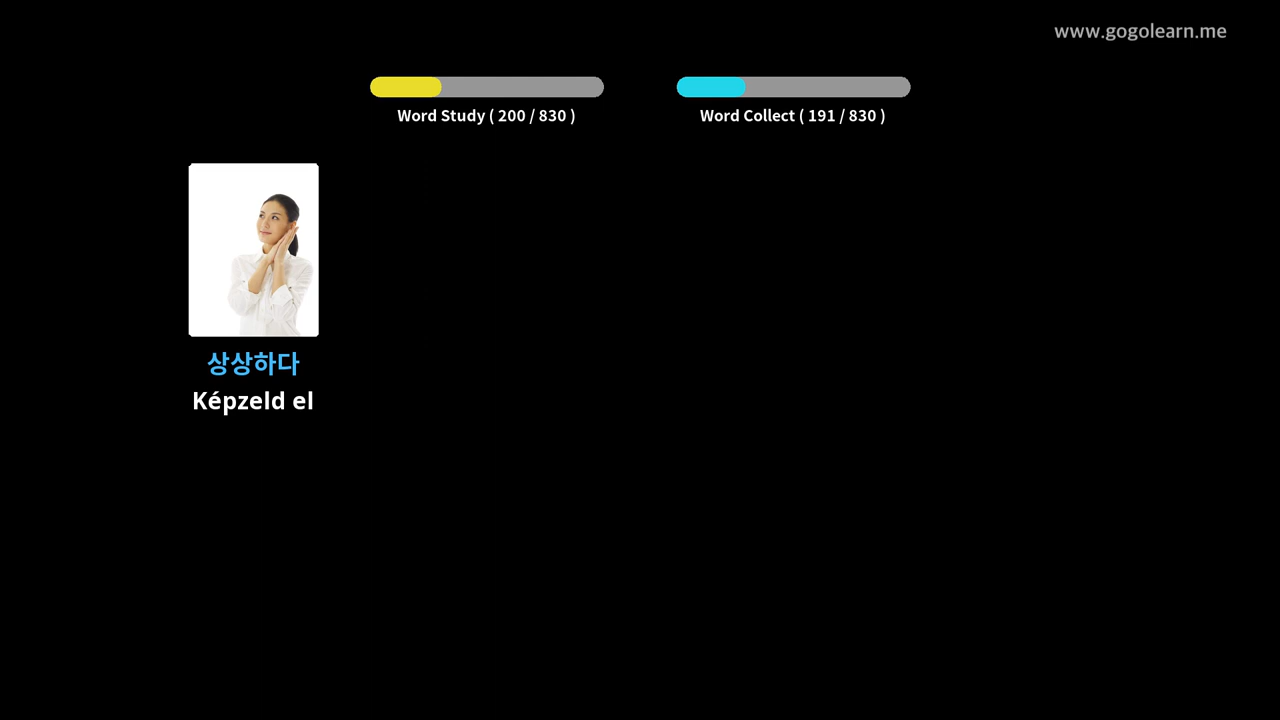 www.gogolearn.me
Word Study ( 200 / 830 )
Word Collect ( 191 / 830 )
상상하다
Képzeld el